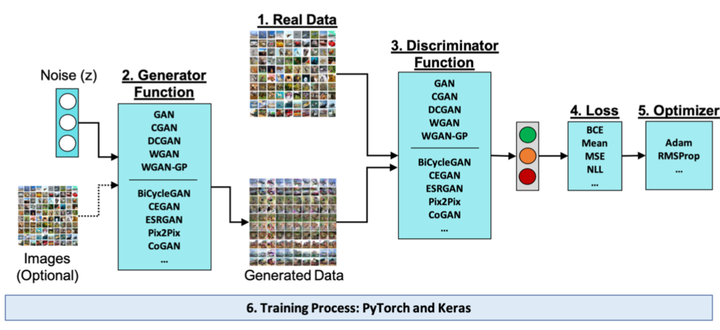 1. Real Data
Noise (z)
2. Generator
Function
GAN
CGAN
DCGAN
WGAN
WGAN-GP
BiCycleGAN
CEGAN
ESRGAN
Pix2Pix
CoGAN
...
Images
(Optional)
Generated Data
3. Discriminator
Function
GAN
CGAN
DCGAN
WGAN
WGAN-GP
BiCycleGAN
CEGAN
ESRGAN
Pix2Pix
CoGAN
...
4. Loss
BCE
Mean
MSE
NLL
...
5. Optimizer
Adam
RMSProp
...
6. Training Process: PyTorch and Keras